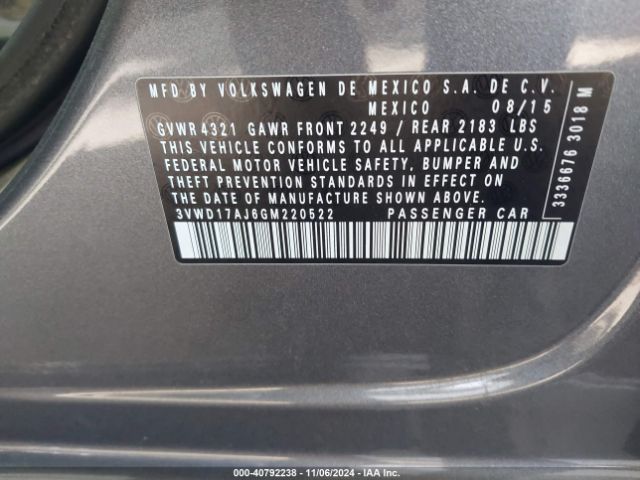 MFD BY VOLKSWAGEN DE MEXICO S.A. DE C.V.
MEXICO 08/15
GVWR 4321 GAWR FRONT 2249 / REAR 2183 LBS
THIS VEHICLE CONFORMS TO ALL APPLICABLE U.S.
FEDERAL MOTOR VEHICLE SAFETY, BUMPER AND
THEFT PREVENTION STANDARDS IN EFFECT ON
THE DATE OF MANUFACTURE SHOWN ABOVE.
3VWD17AJ6GM220522 PASSENGER CAR
3336676 3018 M
000-40792238 - 11/06/2024 - IAA Inc.